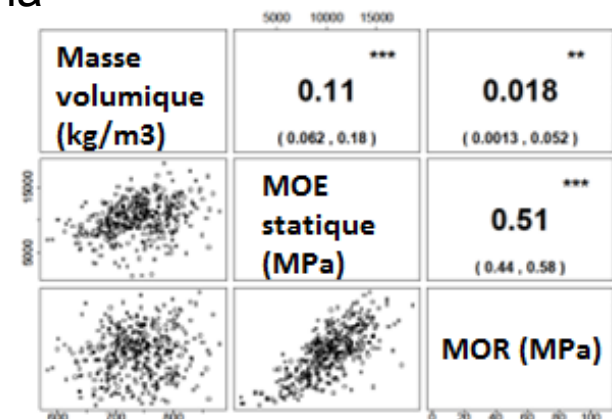 5000 10000 15000
Masse
volumique
(kg/m3)
***
0.11
( 0.062 , 0.18 )
**
0.018
( 0.0013 , 0.052 )
15000
5000
MOE
statique
(MPa)
***
0.51
( 0.44 , 0.58 )
MOR (MPa)
0 20 40 60 80 100